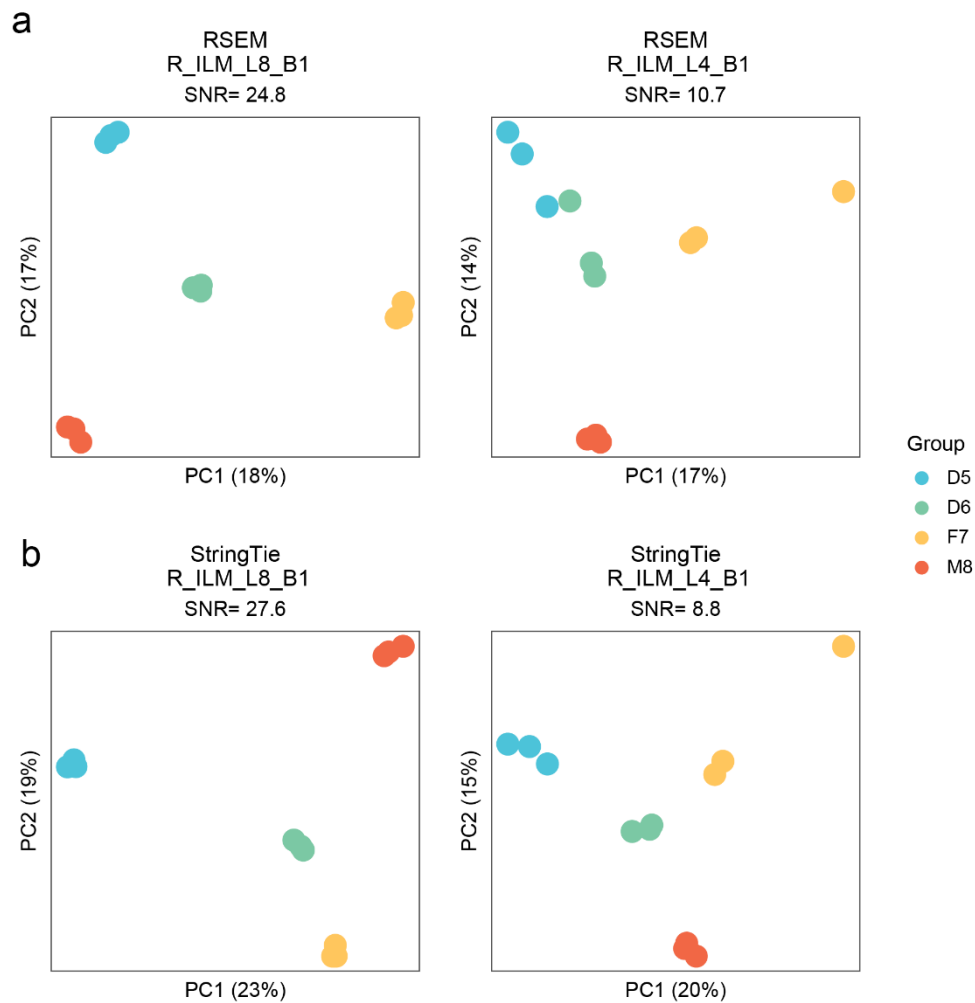 a
RSEM
R_ILM_L8_B1
SNR= 24.8
PC2 (17%)
PC1 (18%)
RSEM
R_ILM_L4_B1
SNR= 10.7
PC2 (14%)
PC1 (17%)
Group
D5
D6
F7
M8
b
StringTie
R_ILM_L8_B1
SNR= 27.6
PC2 (19%)
PC1 (23%)
StringTie
R_ILM_L4_B1
SNR= 8.8
PC2 (15%)
PC1 (20%)